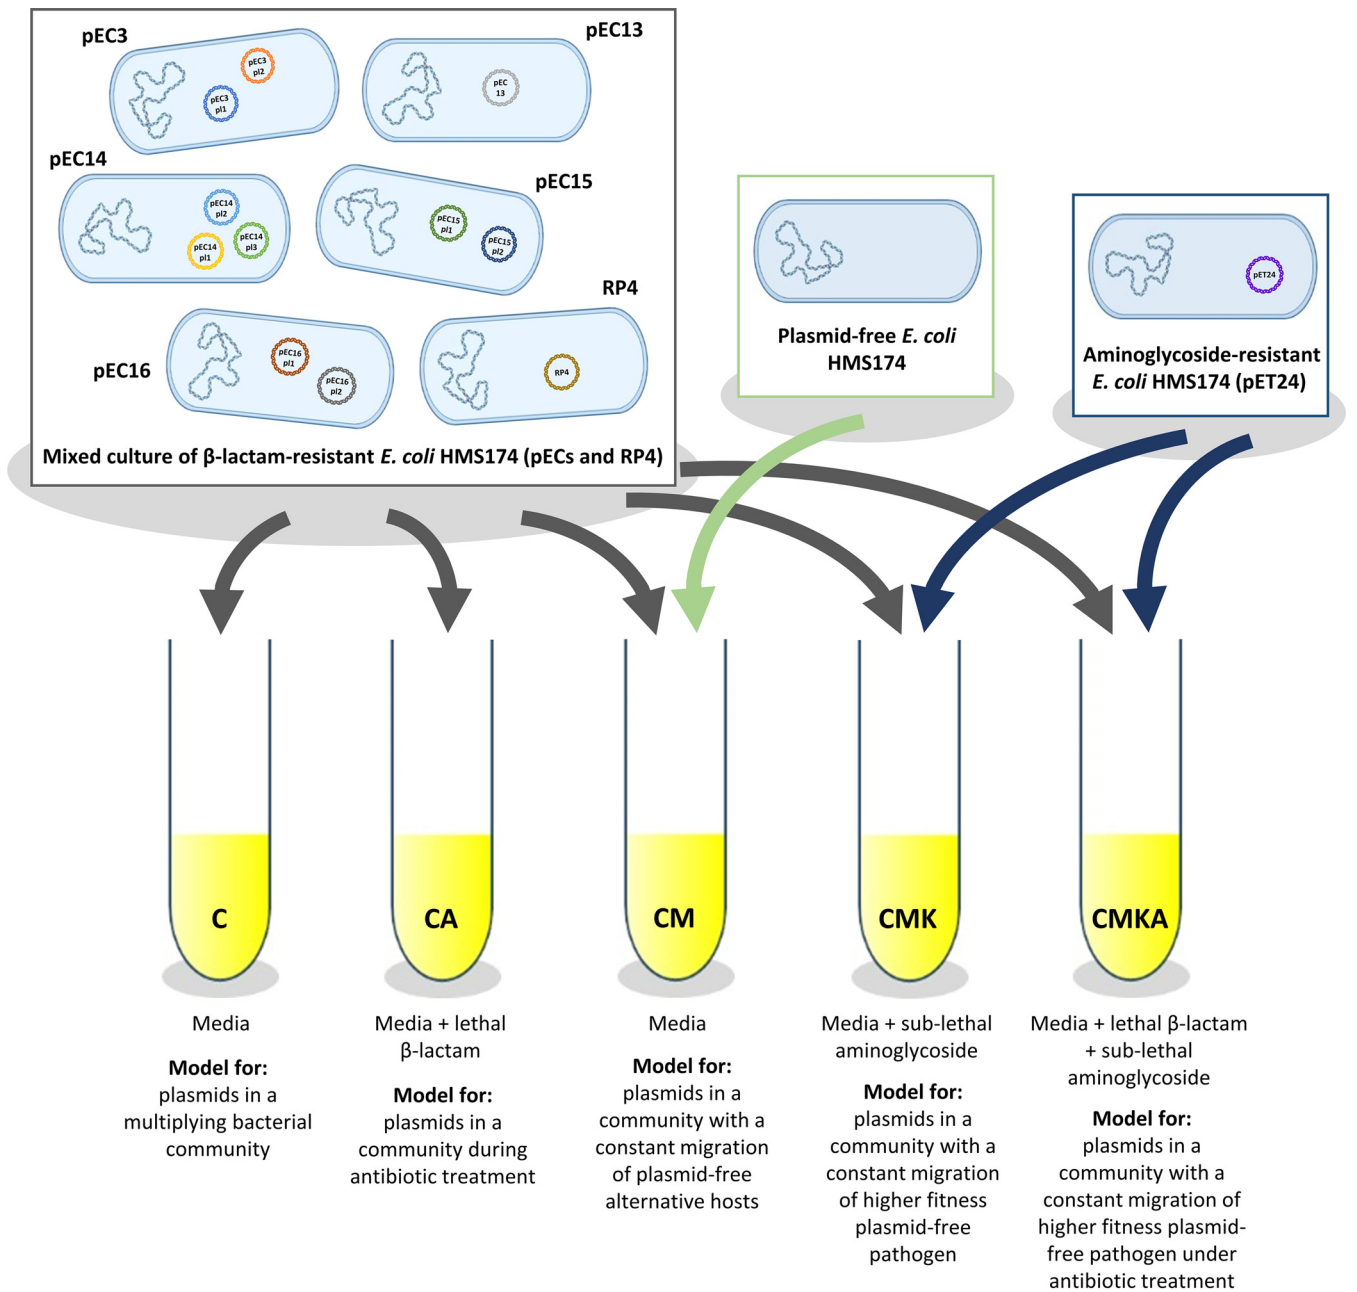 pEC3
pEC3
pl2
pEC3
pl1
pEC13
pEC
13
pEC14
pEC14
pl2
pEC14
pl1
pEC14
pl3
pEC15
pEC15
pl1
pEC15
pl2
pEC16
pEC16
pl1
pEC16
pl2
RP4
RP4
Mixed culture of β-lactam-resistant E. coli HMS174 (pECs and RP4)
Plasmid-free E. coli
HMS174
pET24
Aminoglycoside-resistant
E. coli HMS174 (pET24)
C
CA
CM
CMK
CMKA
Media
Model for:
plasmids in a
multiplying bacterial
community
Media + lethal
β-lactam
Model for:
plasmids in a
community during
antibiotic treatment
Media
Model for:
plasmids in a
community with a
constant migration
of plasmid-free
alternative hosts
Media + sub-lethal
aminoglycoside
Model for:
plasmids in a
community with a
constant migration
of higher fitness
plasmid-free
pathogen
Media + lethal β-lactam
+ sub-lethal
aminoglycoside
Model for:
plasmids in a
community with a
constant migration of
higher fitness plasmid-
free pathogen under
antibiotic treatment